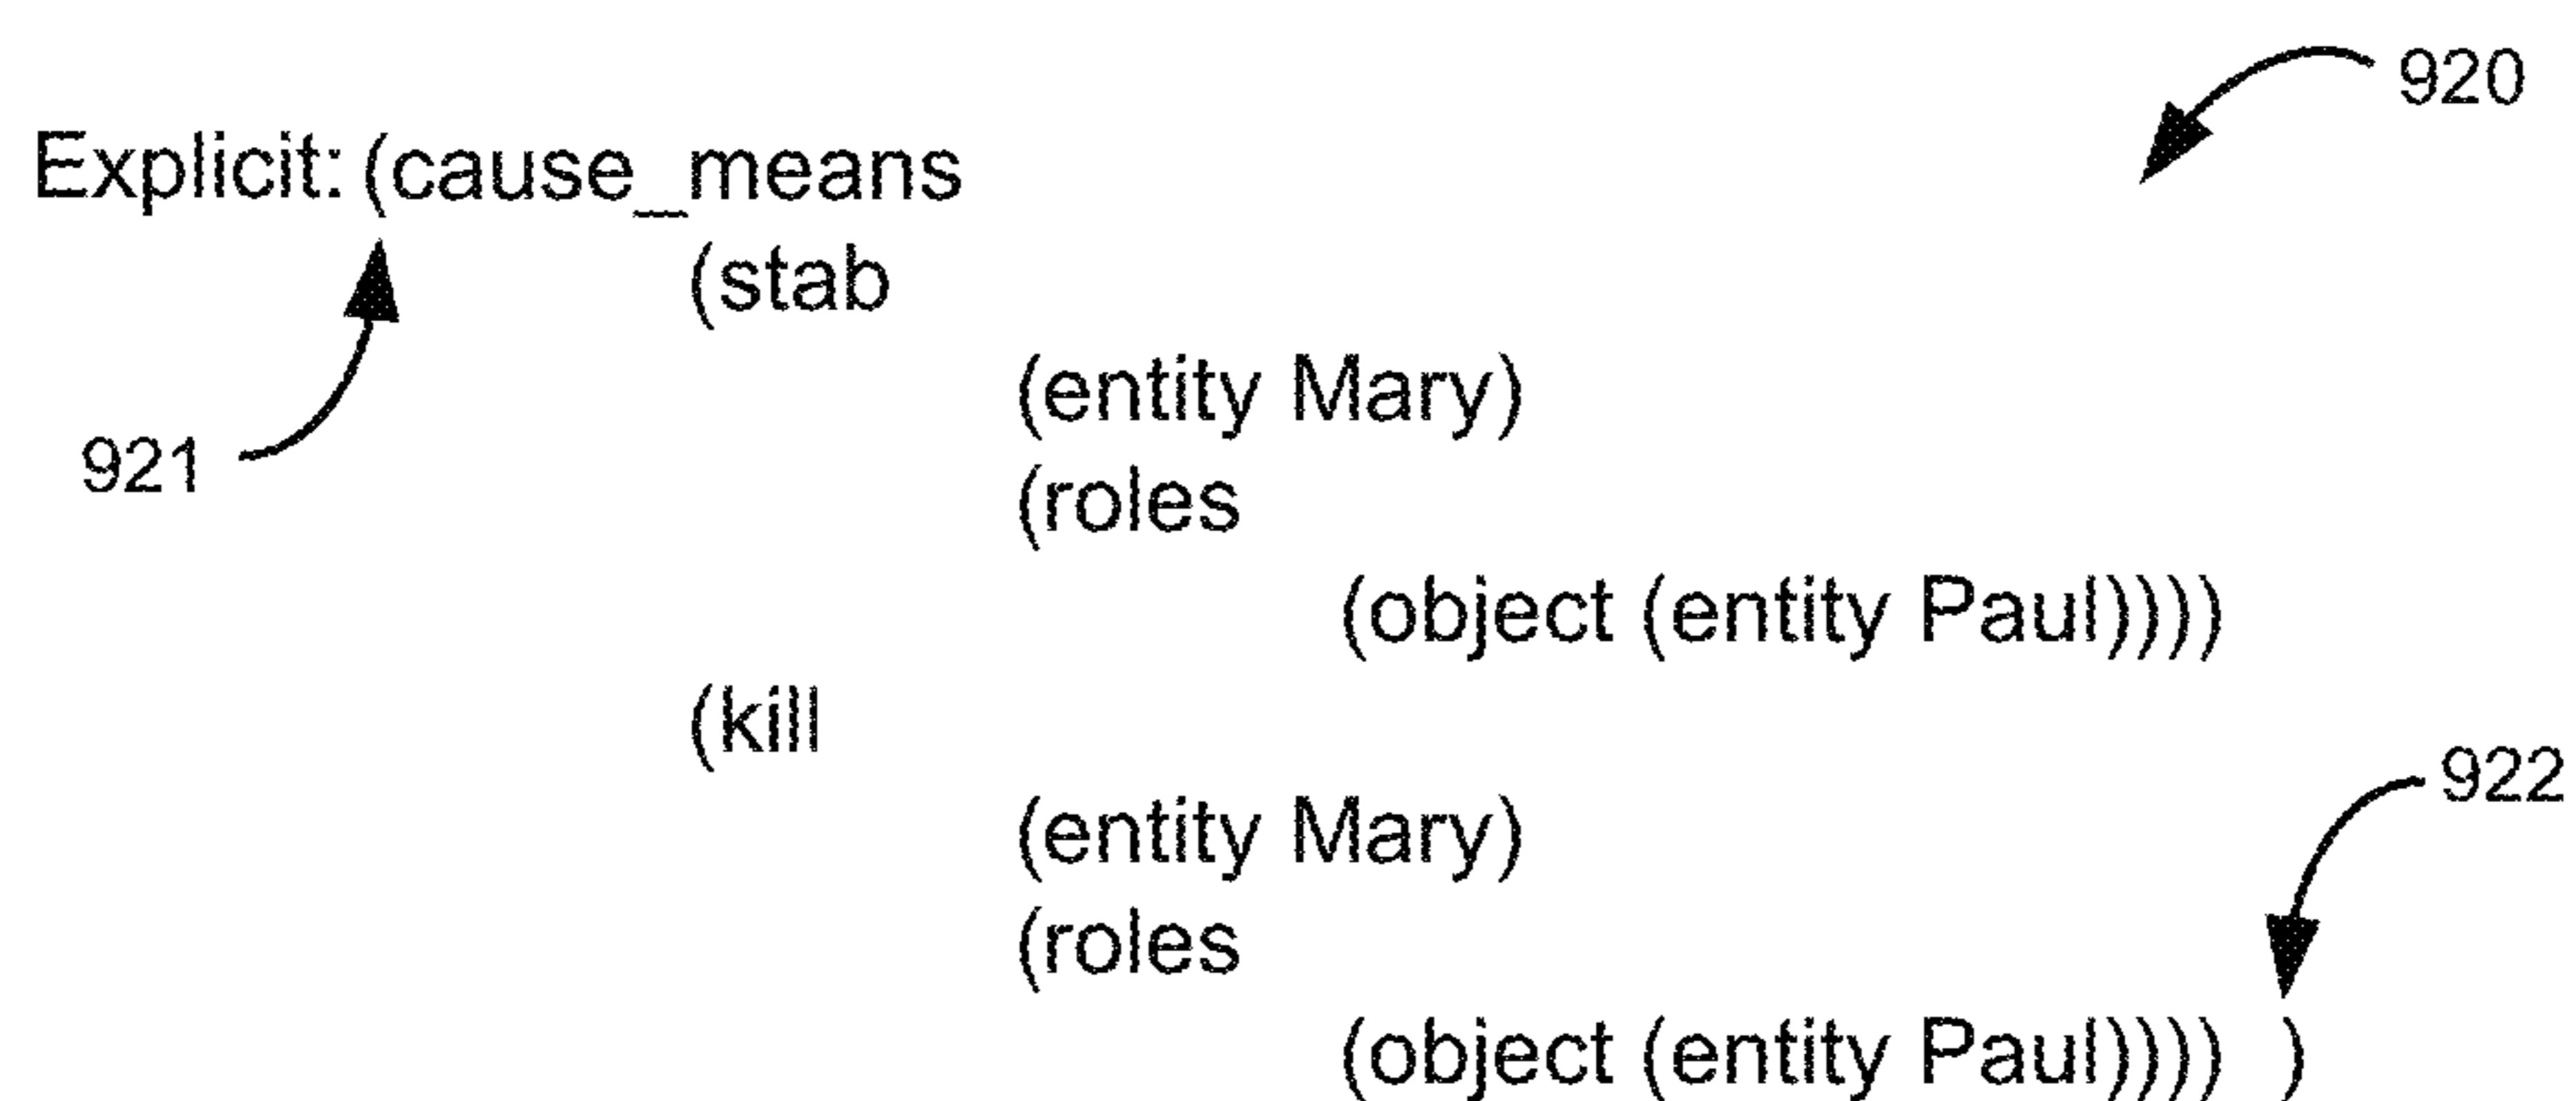 920
Explicit: (cause_means
(stab
(entity Mary)
921
(roles
(object (entity Paul))))
(kill
922
(entity Mary)
(roles
(object (entity Paul)))) )